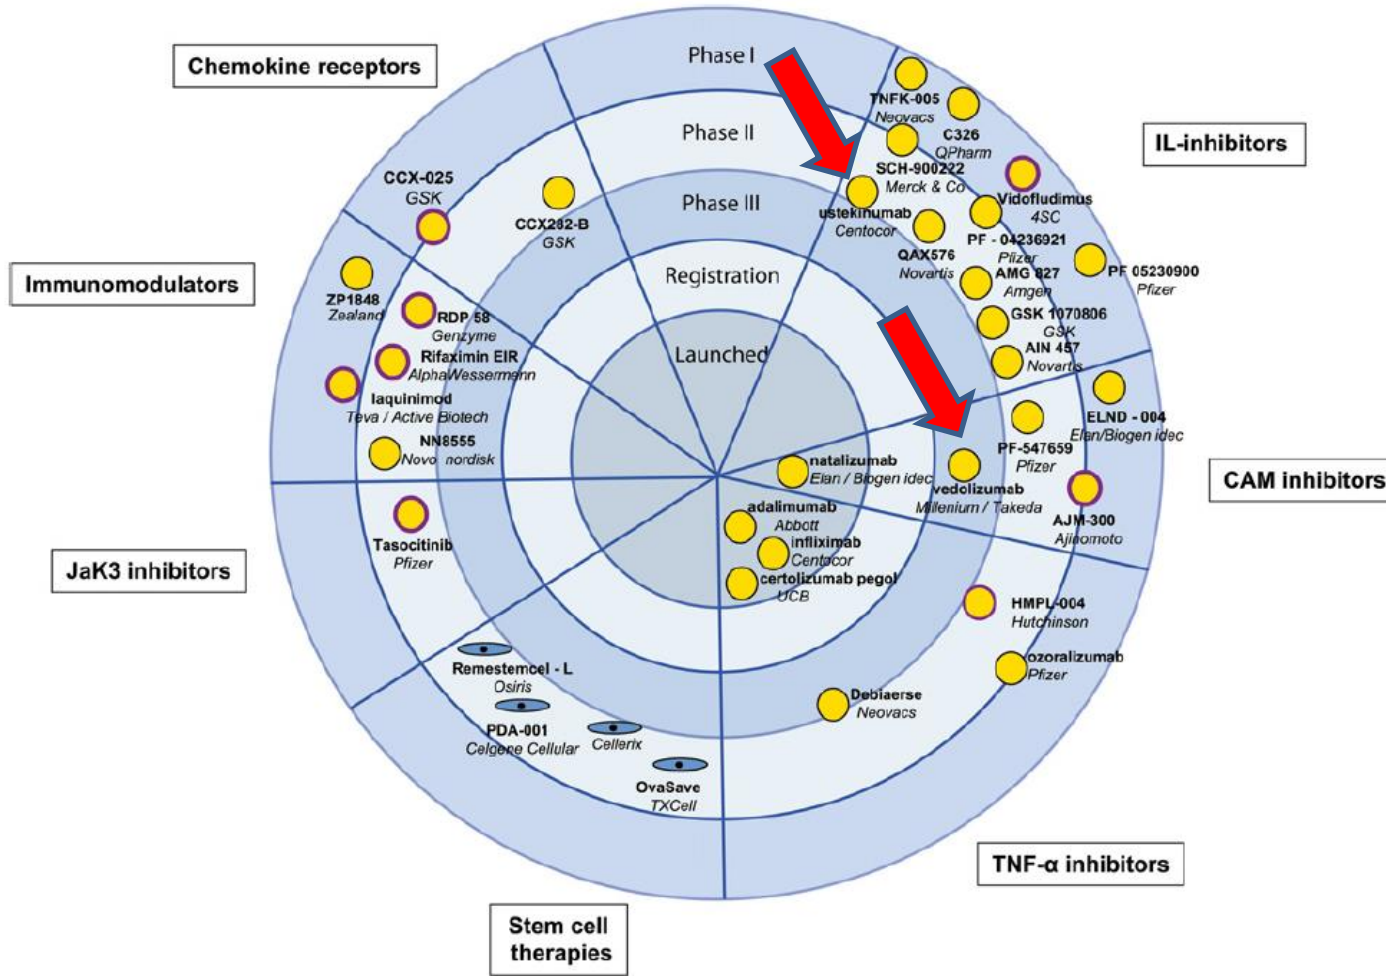 Chemokine receptors
Phase I
Phase II
Phase III
Registration
Launched
IL-inhibitors
TNFK-005
Neovacs
C326
QPharm
SCH-900222
Merck & Co
Vidofludimus
4SC
ustekinumab
Centocor
QAX576
Novartis
PF - 04236921
Pfizer
PF 05230900
Pfizer
AMG 827
Amgen
GSK 1070806
GSK
AIN 457
Novartis
CCX-025
GSK
CCX282-B
GSK
Immunomodulators
ZP1848
Zealand
RDP 58
Genzyme
Rifaximin EIR
AlphaWessermann
laquinimod
Teva / Active Biotech
NN8555
Novo nordisk
CAM inhibitors
ELND - 004
Elan/Biogen idec
PF-547659
Pfizer
natalizumab
Elan / Biogen idec
vedolizumab
Millenium / Takeda
AJM-300
Ajinomoto
JaK3 inhibitors
Tasocitinib
Pfizer
adalimumab
Abbott
infliximab
Centocor
certolizumab pegol
UCB
HMPL-004
Hutchinson
ozoralizumab
Pfizer
Debiaerse
Neovacs
TNF-α inhibitors
Remestemcel - L
Osiris
PDA-001
Celgene Cellular
Cellerix
OvaSave
TXCell
Stem cell
therapies